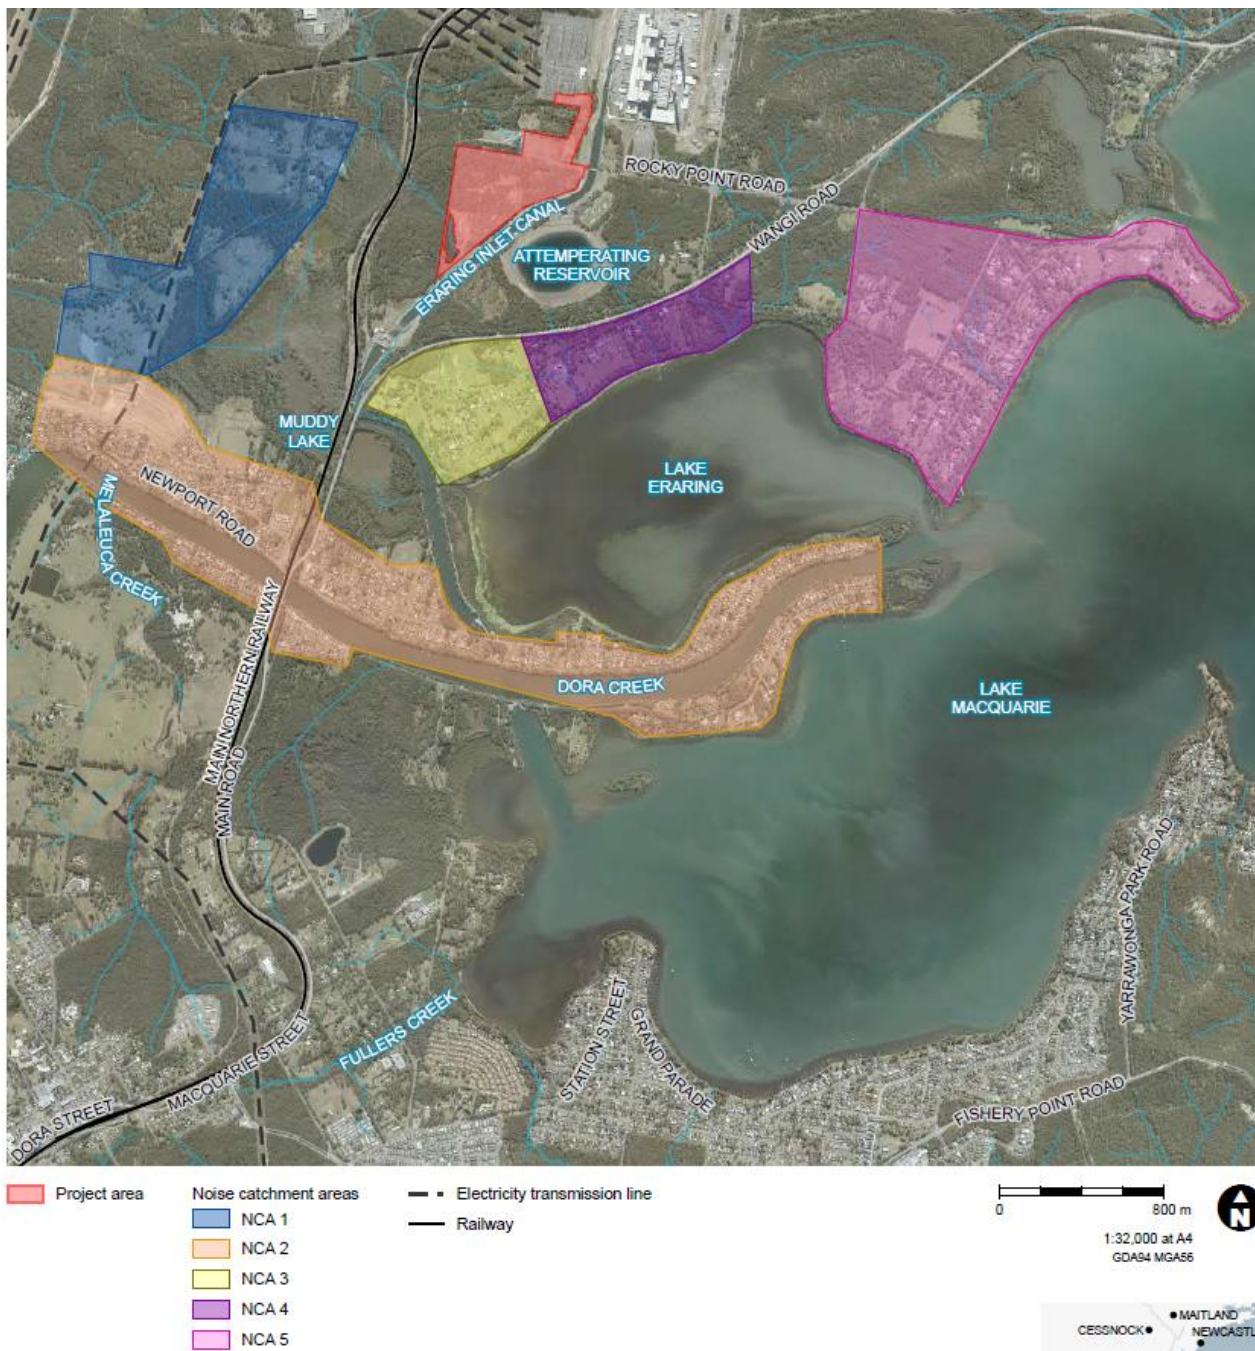 ROCKY POINT ROAD
WANGI ROAD
ERARING INLET CANAL
ATTEMPERATING
RESERVOIR
MUDDY
LAKE
LAKE
ERARING
NEWPORT ROAD
MELALEUCA CREEK
MAIN NORTHERN RAILWAY
MAIN ROAD
DORA CREEK
LAKE
MACQUARIE
YARRAWONGA PARK ROAD
FULLERS CREEK
STATION STREET
GRAND PARADE
MACQUARIE STREET
DORA STREET
FISHERY POINT ROAD
Project area
Noise catchment areas
NCA 1
NCA 2
NCA 3
NCA 4
NCA 5
Electricity transmission line
Railway
0 800 m
N
1:32,000 at A4
GDA94 MGA56
MAITLAND
CESSNOCK
NEWCASTL